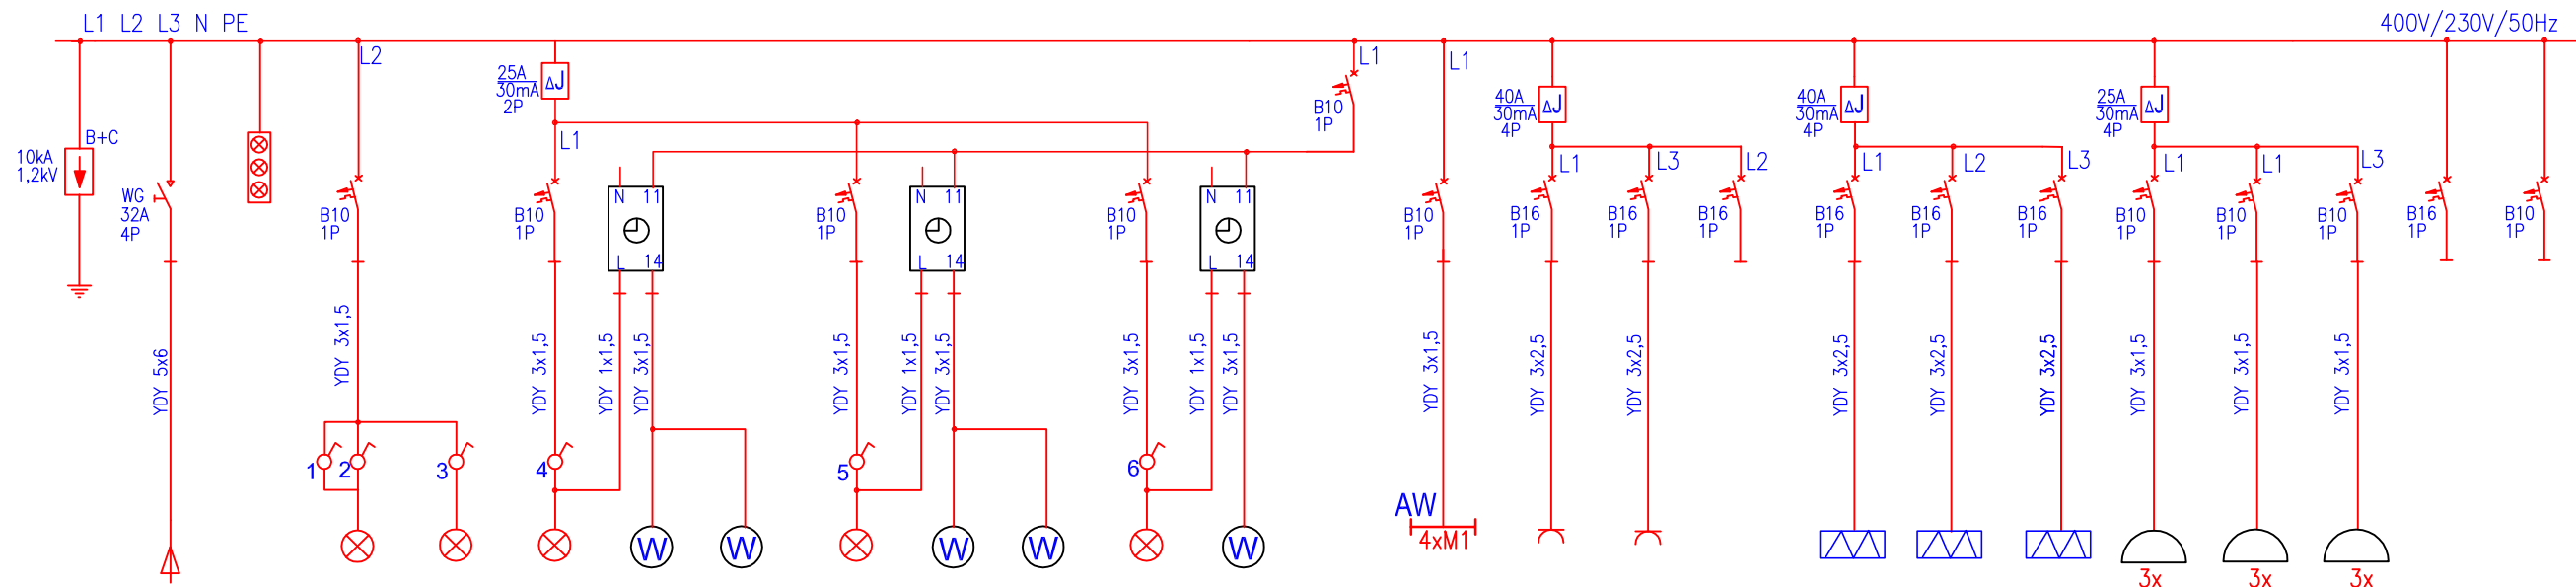 L1 L2 L3 N PE
400V/230V/50Hz
L2
L1
L1
25A
30mA
2P
ΔJ
40A
30mA
4P
ΔJ
40A
30mA
4P
ΔJ
25A
30mA
4P
ΔJ
B10
1P
B+C
10kA
1,2kV
L1
L1
L3
L2
L1
L2
L3
L1
L1
L3
WG
32A
4P
B10
1P
B10
1P
N 11
L 14
B10
1P
N 11
L 14
B10
1P
N 11
L 14
B10
1P
B16
1P
B16
1P
B16
1P
B16
1P
B16
1P
B16
1P
B10
1P
B10
1P
B10
1P
B16
1P
B10
1P
YDY 5x6
YDY 3x1,5
YDY 3x1,5
YDY 1x1,5
YDY 3x1,5
YDY 3x1,5
YDY 1x1,5
YDY 3x1,5
YDY 3x1,5
YDY 1x1,5
YDY 3x1,5
YDY 3x1,5
YDY 3x2,5
YDY 3x2,5
YDY 3x2,5
YDY 3x2,5
YDY 3x2,5
YDY 3x1,5
YDY 3x1,5
YDY 3x1,5
1
2
3
4
5
6
AW
4xM1
W
W
W
W
W
3x
3x
3x